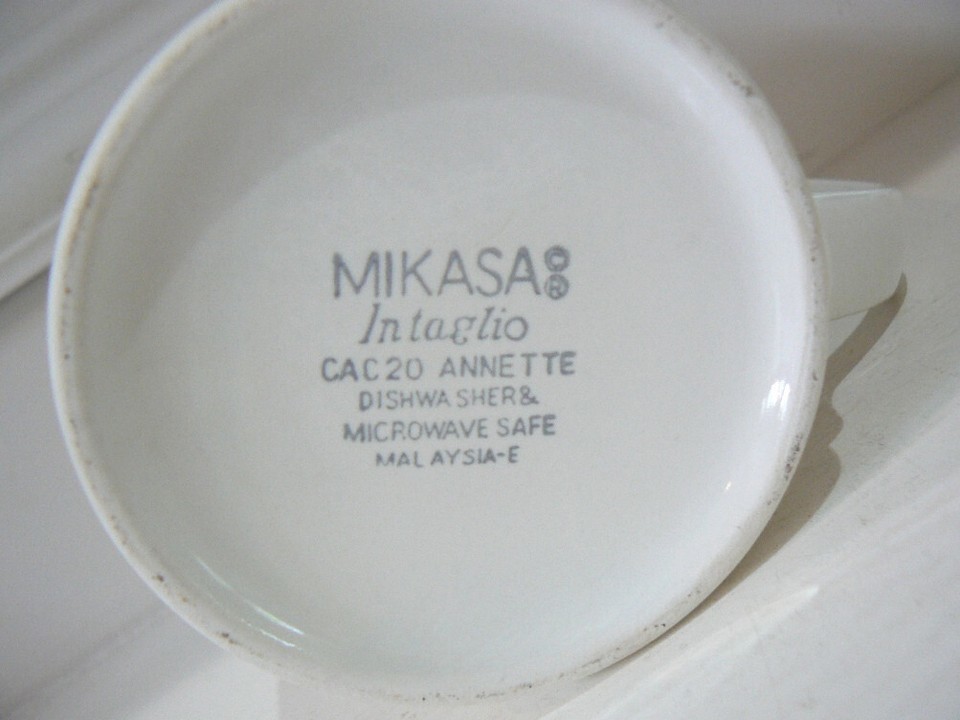 MIKASA©®
Intaglio
CAC20 ANNETTE
DISHWASHER&
MICROWAVE SAFE
MALAYSIA-E